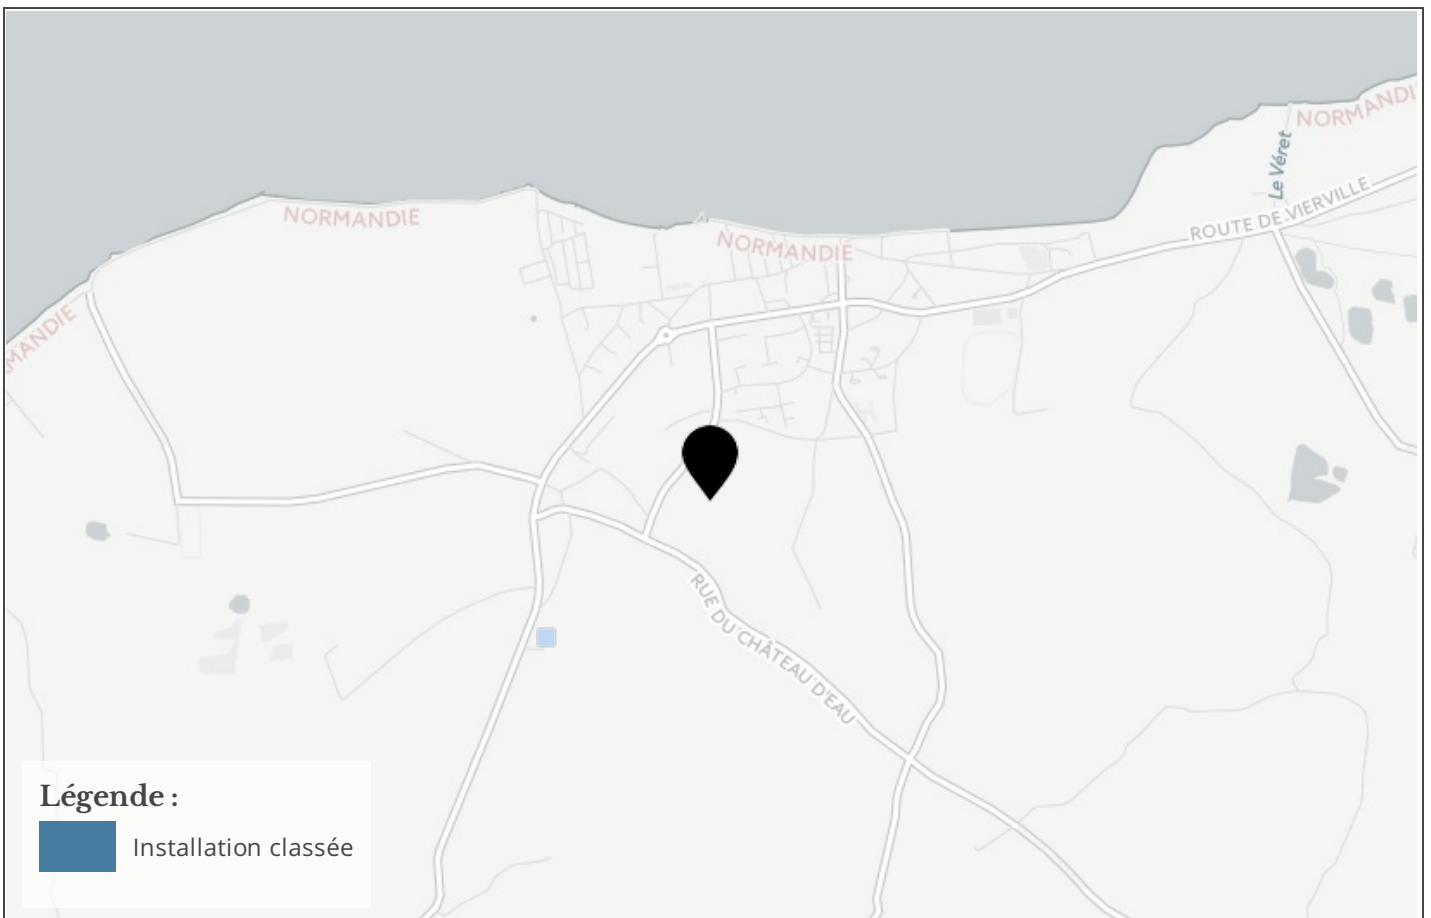 NORMANDIE
Le Véret
NORMANDIE
NORMANDIE
ROUTE DE VIERVILLE
MANDIE
RUE DU CHÂTEAU D'EAU
Légende :
Installation classée